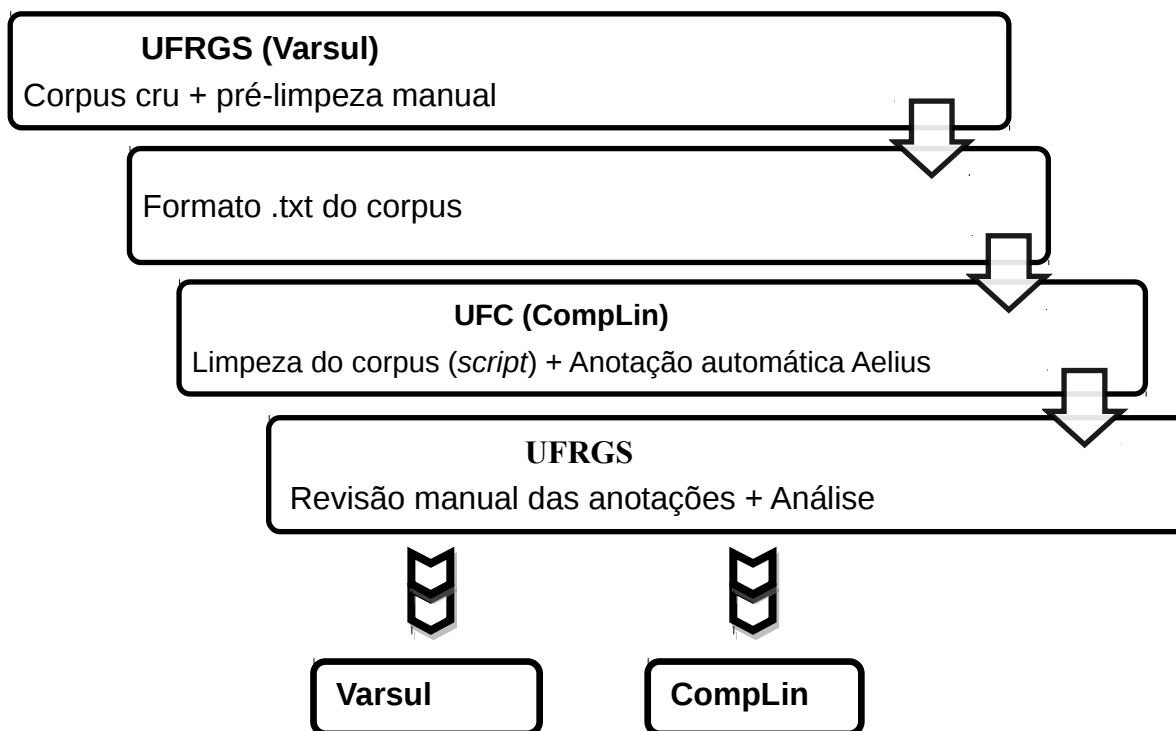 UFRGS (Varsul)
Corpus cru + pré-limpeza manual
Formato .txt do corpus
UFC (CompLin)
Limpeza do corpus (script) + Anotação automática Aelius
UFRGS
Revisão manual das anotações + Análise
Varsul
CompLin